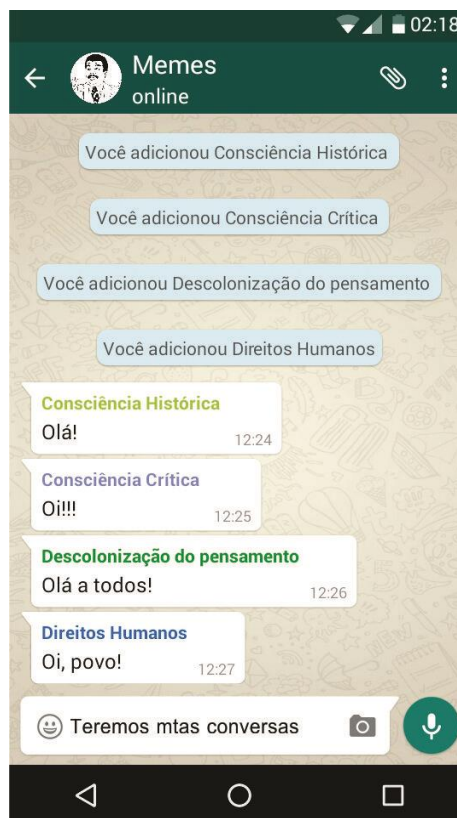 02:18
Memes
online
Você adicionou Consciência Histórica
Você adicionou Consciência Crítica
Você adicionou Descolonização do pensamento
Você adicionou Direitos Humanos
Consciência Histórica
Olá!
12:24
Consciência Crítica
Oi!!!
12:25
Descolonização do pensamento
Olá a todos!
12:26
Direitos Humanos
Oi, povo!
12:27
Teremos mtas conversas